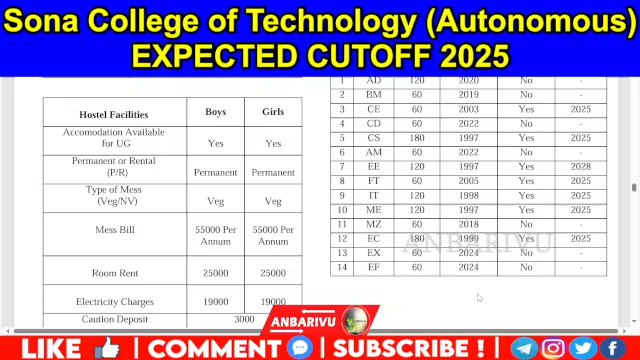 Sona College of Technology (Autonomous)
EXPECTED CUTOFF 2025
Hostel Facilities Boys Girls
Accomodation Available for UG Yes Yes
Permanent or Rental (P/R) Permanent Permanent
Type of Mess (Veg/NV) Veg Veg
Mess Bill 55000 Per Annum 55000 Per Annum
Room Rent 25000 25000
Electricity Charges 19000 19000
Caution Deposit 3000
1 AD 120 2020 No -
2 BM 60 2019 No -
3 CE 60 2003 Yes 2025
4 CD 60 2022 No -
5 CS 180 1997 Yes 2025
6 AM 60 2022 No -
7 EE 120 1997 Yes 2028
8 FT 60 2005 Yes 2025
9 IT 120 1998 Yes 2025
10 ME 120 1997 Yes 2025
11 MZ 60 2018 No -
12 EC 180 1999 Yes 2025
13 EX 60 2024 No -
14 EF 60 2024 No -
ANBARIVU
ANBARIVU
LIKE | COMMENT | SUBSCRIBE |